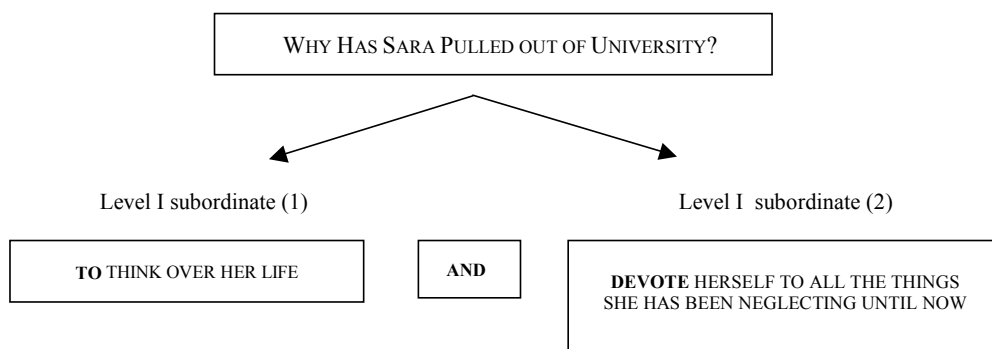 WHY HAS SARA PULLED OUT OF UNIVERSITY?
Level I subordinate (1)
Level I subordinate (2)
TO THINK OVER HER LIFE
AND
DEVOTE HERSELF TO ALL THE THINGS
SHE HAS BEEN NEGLECTING UNTIL NOW